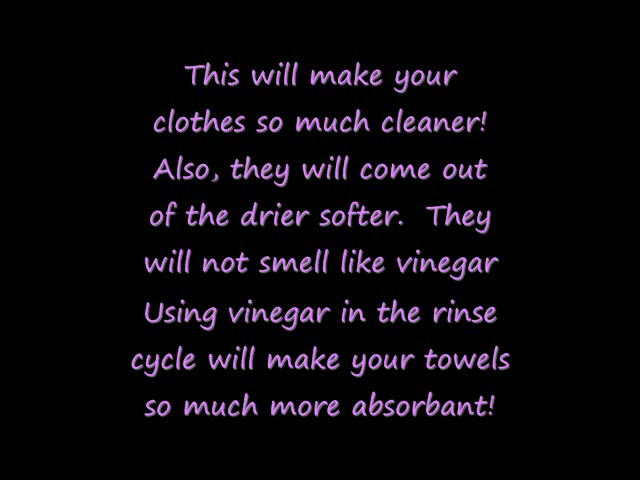 This will make your
clothes so much cleaner!
Also, they will come out
of the drier softer.  They
will not smell like vinegar
Using vinegar in the rinse
cycle will make your towels
so much more absorbant!